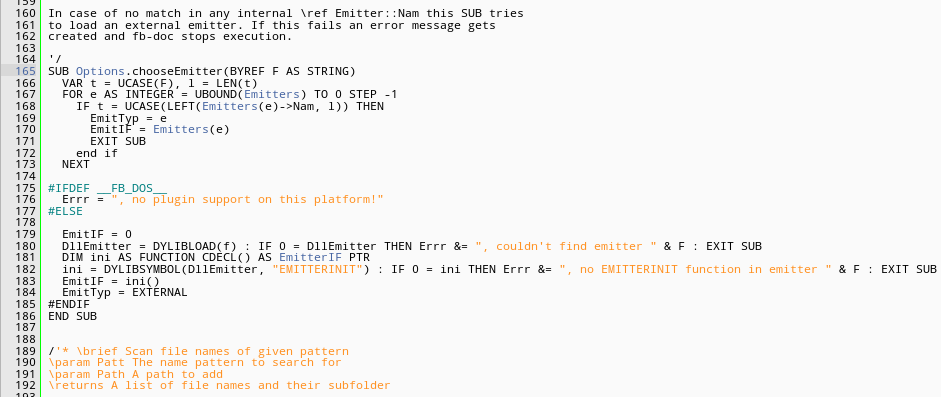 159
160 In case of no match in any internal \ref Emitter::Nam this SUB tries
161 to load an external emitter. If this fails an error message gets
162 created and fb-doc stops execution.
163
164 '/
165 SUB Options.chooseEmitter(BYREF F AS STRING)
166   VAR t = UCASE(F), l = LEN(t)
167   FOR e AS INTEGER = UBOUND(Emitters) TO 0 STEP -1
168     IF t = UCASE(LEFT(Emitters(e)->Nam, l)) THEN
169       EmitTyp = e
170       EmitIF = Emitters(e)
171       EXIT SUB
172     end if
173   NEXT
174
175 #IFDEF __FB_DOS__
176   Errr = ", no plugin support on this platform!"
177 #ELSE
178
179   EmitIF = 0
180   DllEmitter = DYLIBLOAD(f) : IF 0 = DllEmitter THEN Errr &= ", couldn't find emitter " & F : EXIT SUB
181   DIM ini AS FUNCTION CDECL() AS EmitterIF PTR
182   ini = DYLIBSYMBOL(DllEmitter, "EMITTERINIT") : IF 0 = ini THEN Errr &= ", no EMITTERINIT function in emitter " & F : EXIT SUB
183   EmitIF = ini()
184   EmitTyp = EXTERNAL
185 #ENDIF
186 END SUB
187
188
189 /'* \brief Scan file names of given pattern
190 \param Patt The name pattern to search for
191 \param Path A path to add
192 \returns A list of file names and their subfolder
193